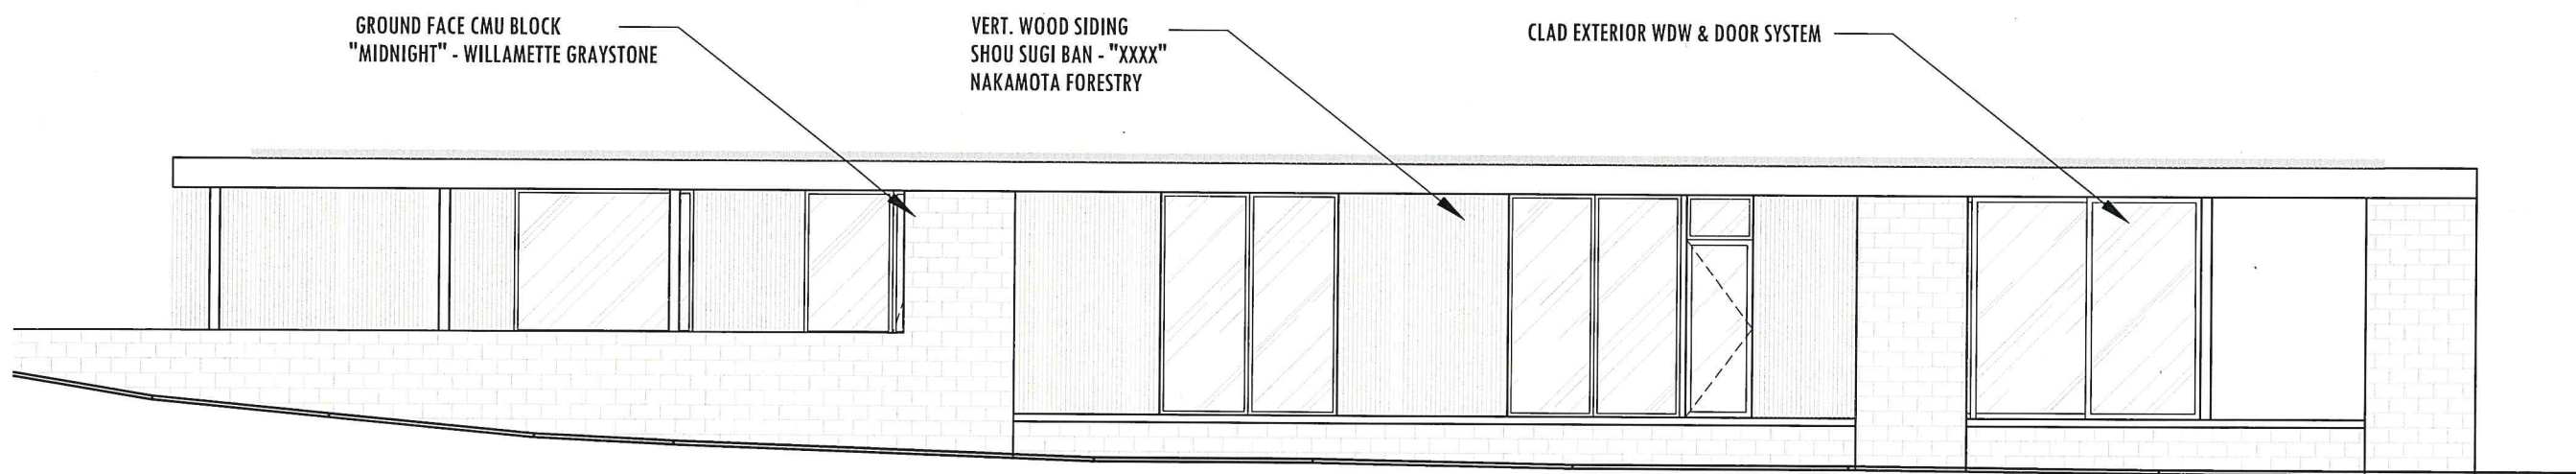 GROUND FACE CMU BLOCK
"MIDNIGHT" - WILLAMETTE GRAYSTONE
VERT. WOOD SIDING
SHOU SUGI BAN - "XXXX"
NAKAMOTA FORESTRY
CLAD EXTERIOR WDW & DOOR SYSTEM